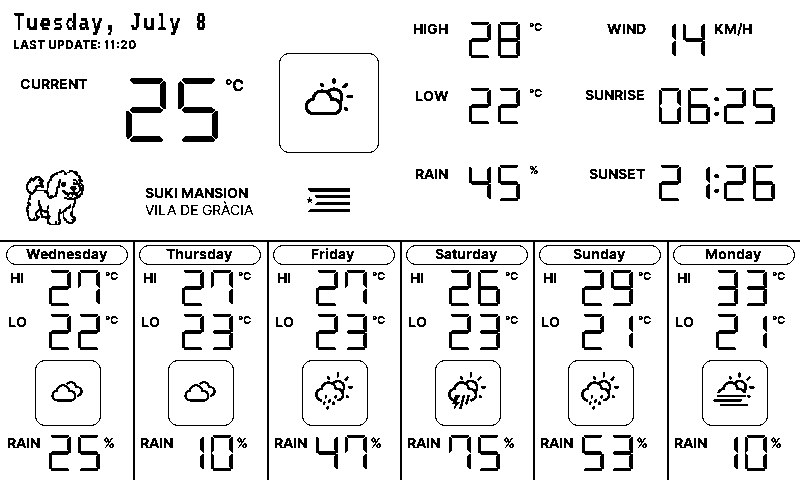 Tuesday, July 8
LAST UPDATE: 11:20
CURRENT 25 °C
HIGH 28 °C
LOW 22 °C
RAIN 45 %
WIND 14 KM/H
SUNRISE 06:25
SUNSET 21:26
SUKI MANSION
VILA DE GRÀCIA
Wednesday
HI 27 °C
LO 22 °C
RAIN 25 %
Thursday
HI 27 °C
LO 23 °C
RAIN 10 %
Friday
HI 27 °C
LO 23 °C
RAIN 47 %
Saturday
HI 26 °C
LO 23 °C
RAIN 75 %
Sunday
HI 29 °C
LO 21 °C
RAIN 53 %
Monday
HI 33 °C
LO 21 °C
RAIN 10 %